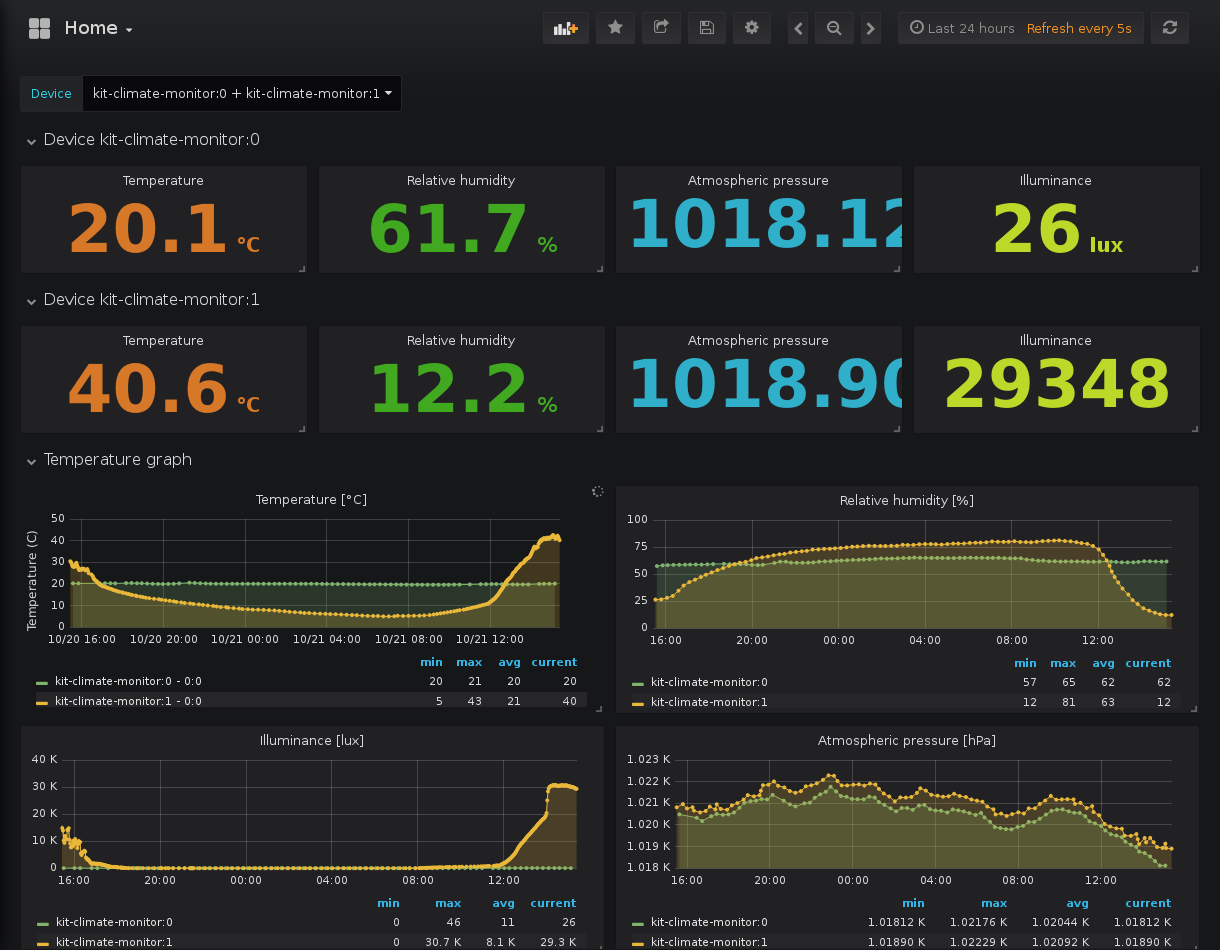 Home
Last 24 hours Refresh every 5s
Device kit-climate-monitor:0 + kit-climate-monitor:1
Device kit-climate-monitor:0
Temperature Relative humidity Atmospheric pressure Illuminance
20.1 °C 61.7 % 1018.12 26 lux
Device kit-climate-monitor:1
Temperature Relative humidity Atmospheric pressure Illuminance
40.6 °C 12.2 % 1018.90 29348
Temperature graph
Temperature [°C]
Temperature (C)
50
40
30
20
10
0
10/20 16:00 10/20 20:00 10/21 00:00 10/21 04:00 10/21 08:00 10/21 12:00
min max avg current
kit-climate-monitor:0 - 0:0 20 21 20 20
kit-climate-monitor:1 - 0:0 5 43 21 40
Relative humidity [%]
100
75
50
25
0
16:00 20:00 00:00 04:00 08:00 12:00
min max avg current
kit-climate-monitor:0 57 65 62 62
kit-climate-monitor:1 12 81 63 12
Illuminance [lux]
40 K
30 K
20 K
10 K
0
16:00 20:00 00:00 04:00 08:00 12:00
min max avg current
kit-climate-monitor:0 0 46 11 26
kit-climate-monitor:1 0 30.7 K 8.1 K 29.3 K
Atmospheric pressure [hPa]
1.023 K
1.022 K
1.021 K
1.020 K
1.019 K
1.018 K
16:00 20:00 00:00 04:00 08:00 12:00
min max avg current
kit-climate-monitor:0 1.01812 K 1.02176 K 1.02044 K 1.01812 K
kit-climate-monitor:1 1.01890 K 1.02229 K 1.02092 K 1.01890 K